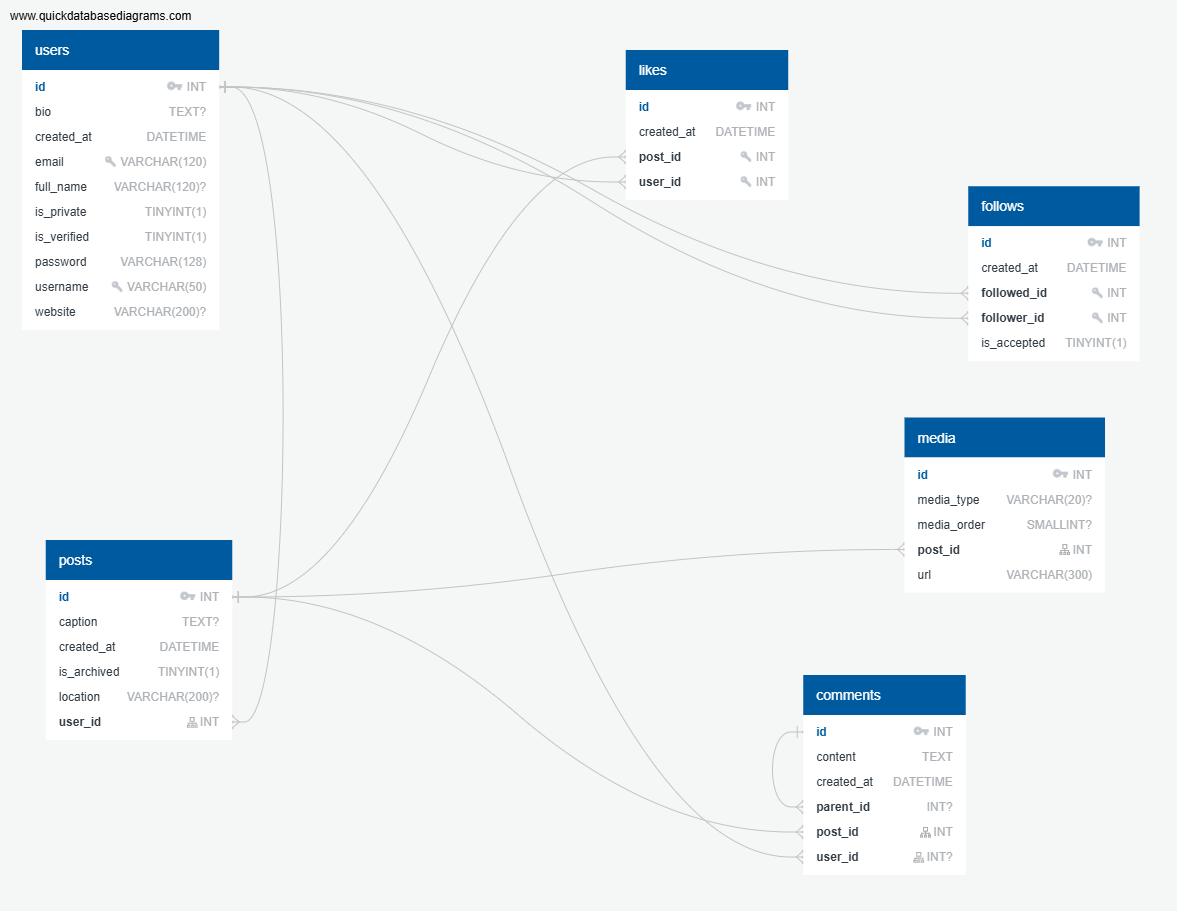 www.quickdatabasediagrams.com
users
id INT
bio TEXT?
created_at DATETIME
email VARCHAR(120)
full_name VARCHAR(120)?
is_private TINYINT(1)
is_verified TINYINT(1)
password VARCHAR(128)
username VARCHAR(50)
website VARCHAR(200)?
likes
id INT
created_at DATETIME
post_id INT
user_id INT
follows
id INT
created_at DATETIME
followed_id INT
follower_id INT
is_accepted TINYINT(1)
media
id INT
media_type VARCHAR(20)?
media_order SMALLINT?
post_id INT
url VARCHAR(300)
posts
id INT
caption TEXT?
created_at DATETIME
is_archived TINYINT(1)
location VARCHAR(200)?
user_id INT
comments
id INT
content TEXT
created_at DATETIME
parent_id INT?
post_id INT
user_id INT?